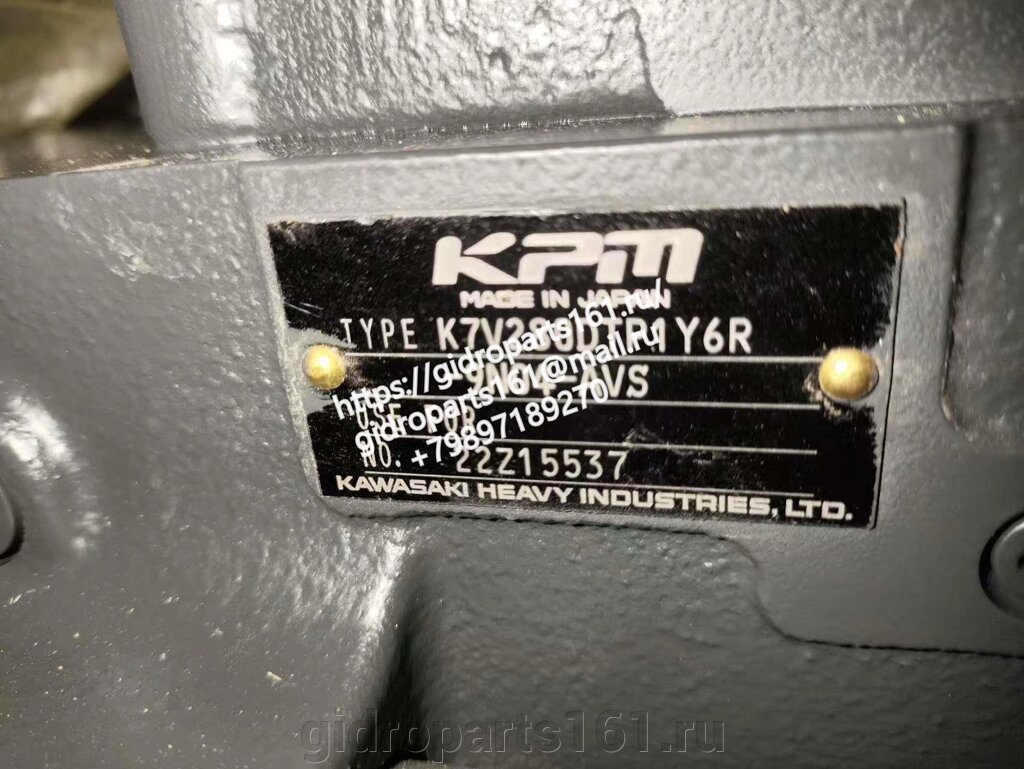 KPM
MADE IN JAPAN
TYPE K7V280DTR1Y6R
https://gidroparts161.ru/
gidroparts161@mail.ru
+79897189270
NO. 22Z15537
KAWASAKI HEAVY INDUSTRIES, LTD.
gidroparts161.ru